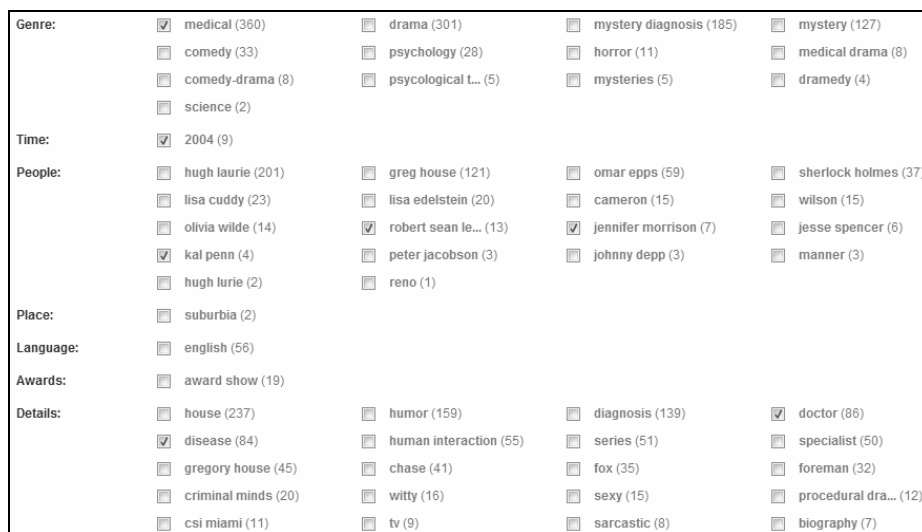 Genre: medical (360) drama (301) mystery diagnosis (185) mystery (127)
comedy (33) psychology (28) horror (11) medical drama (8)
comedy-drama (8) psycological t... (5) mysteries (5) dramedy (4)
science (2)
Time: 2004 (9)
People: hugh laurie (201) greg house (121) omar epps (59) sherlock holmes (37)
lisa cuddy (23) lisa edelstein (20) cameron (15) wilson (15)
olivia wilde (14) robert sean le... (13) jennifer morrison (7) jesse spencer (6)
kal penn (4) peter jacobson (3) johnny depp (3) manner (3)
hugh lurie (2) reno (1)
Place: suburbia (2)
Language: english (56)
Awards: award show (19)
Details: house (237) humor (159) diagnosis (139) doctor (86)
disease (84) human interaction (55) series (51) specialist (50)
gregory house (45) chase (41) fox (35) foreman (32)
criminal minds (20) witty (16) sexy (15) procedural dra... (12)
csi miami (11) tv (9) sarcastic (8) biography (7)